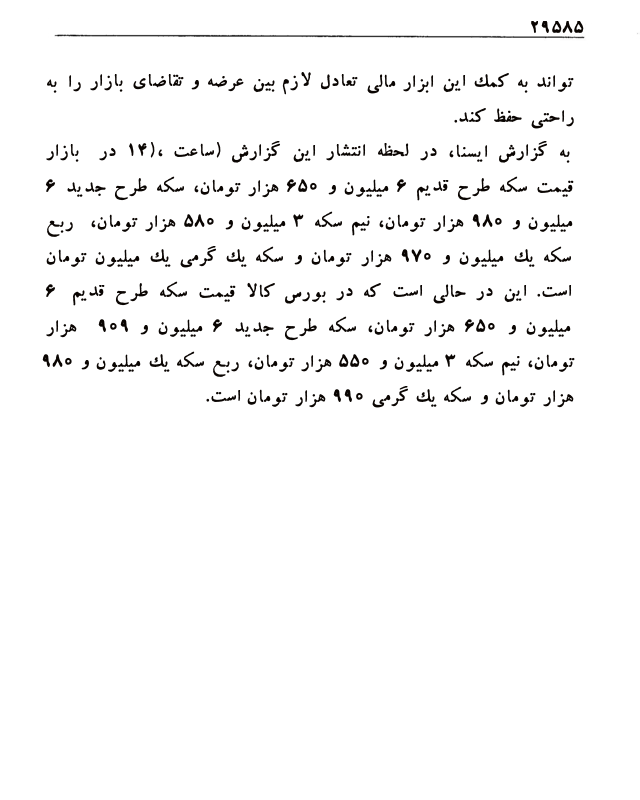 ۲۹۵۸۵
تواند به کمك این ابزار مالی تعادل لازم بین عرضه و تقاضای بازار را به
راحتی حفظ کند.
به گزارش ایسنا، در لحظه انتشار این گزارش (ساعت ،(۱۴ در بازار
قیمت سکه طرح قدیم ۶ میلیون و ۶۵۰ هزار تومان، سکه طرح جدید ۶
میلیون و ۹۸۰ هزار تومان، نیم سکه ۳ میلیون و ۵۸۰ هزار تومان، ربع
سکه یك میلیون و ۹۷۰ هزار تومان و سکه یك گرمی یك میلیون تومان
است. این در حالی است که در بورس کالا قیمت سکه طرح قدیم ۶
میلیون و ۶۵۰ هزار تومان، سکه طرح جدید ۶ میلیون و ۹۰۹ هزار
تومان، نیم سکه ۳ میلیون و ۵۵۰ هزار تومان، ربع سکه یك میلیون و ۹۸۰
هزار تومان و سکه یك گرمی ۹۹۰ هزار تومان است.